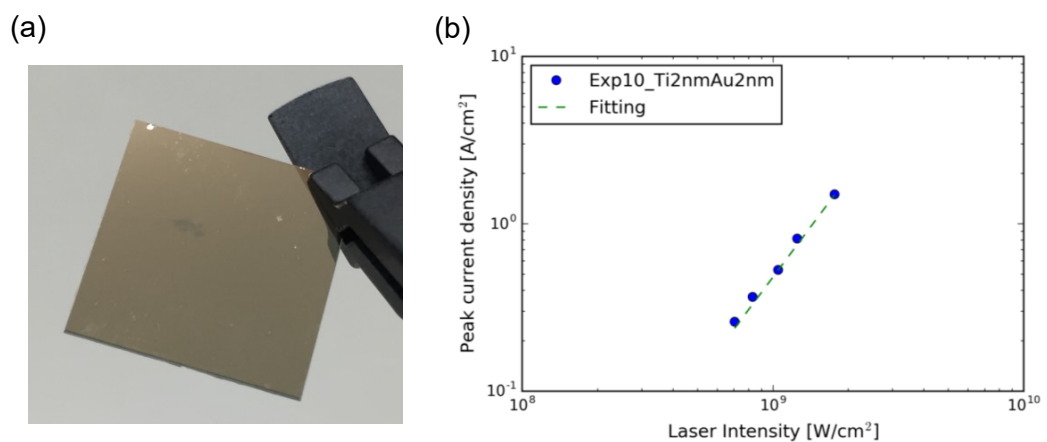 (a)
(b)
10¹
Exp10_Ti2nmAu2nm
Fitting
Peak current density [A/cm²]
10⁰
10⁻¹
10⁸
10⁹
10¹⁰
Laser Intensity [W/cm²]